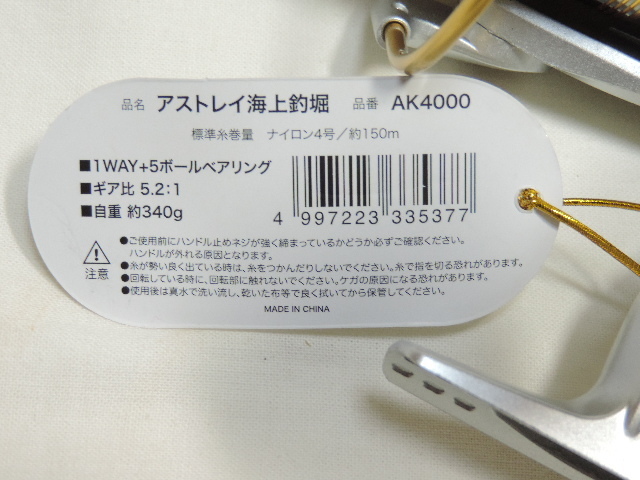 品名 アストレイ海上釣堀 品番 AK4000
標準糸巻量 ナイロン4号/約150m
■1WAY+5ボールベアリング
■ギア比 5.2:1
■自重 約340g
4 997223 335377
注意
●ご使用前にハンドル止めネジが強く締まっているかどうか必ずご確認ください。
ハンドルが外れる原因となります。
●糸が勢い良く出ている時は、糸をつかんだりしないでください。糸で指を切る恐れがあります。
●回転している時に、回転部に触れないでください。ケガの原因になる恐れがあります。
●使用後は真水で洗い流し、乾いた布等で良く拭いてから保管してください。
MADE IN CHINA